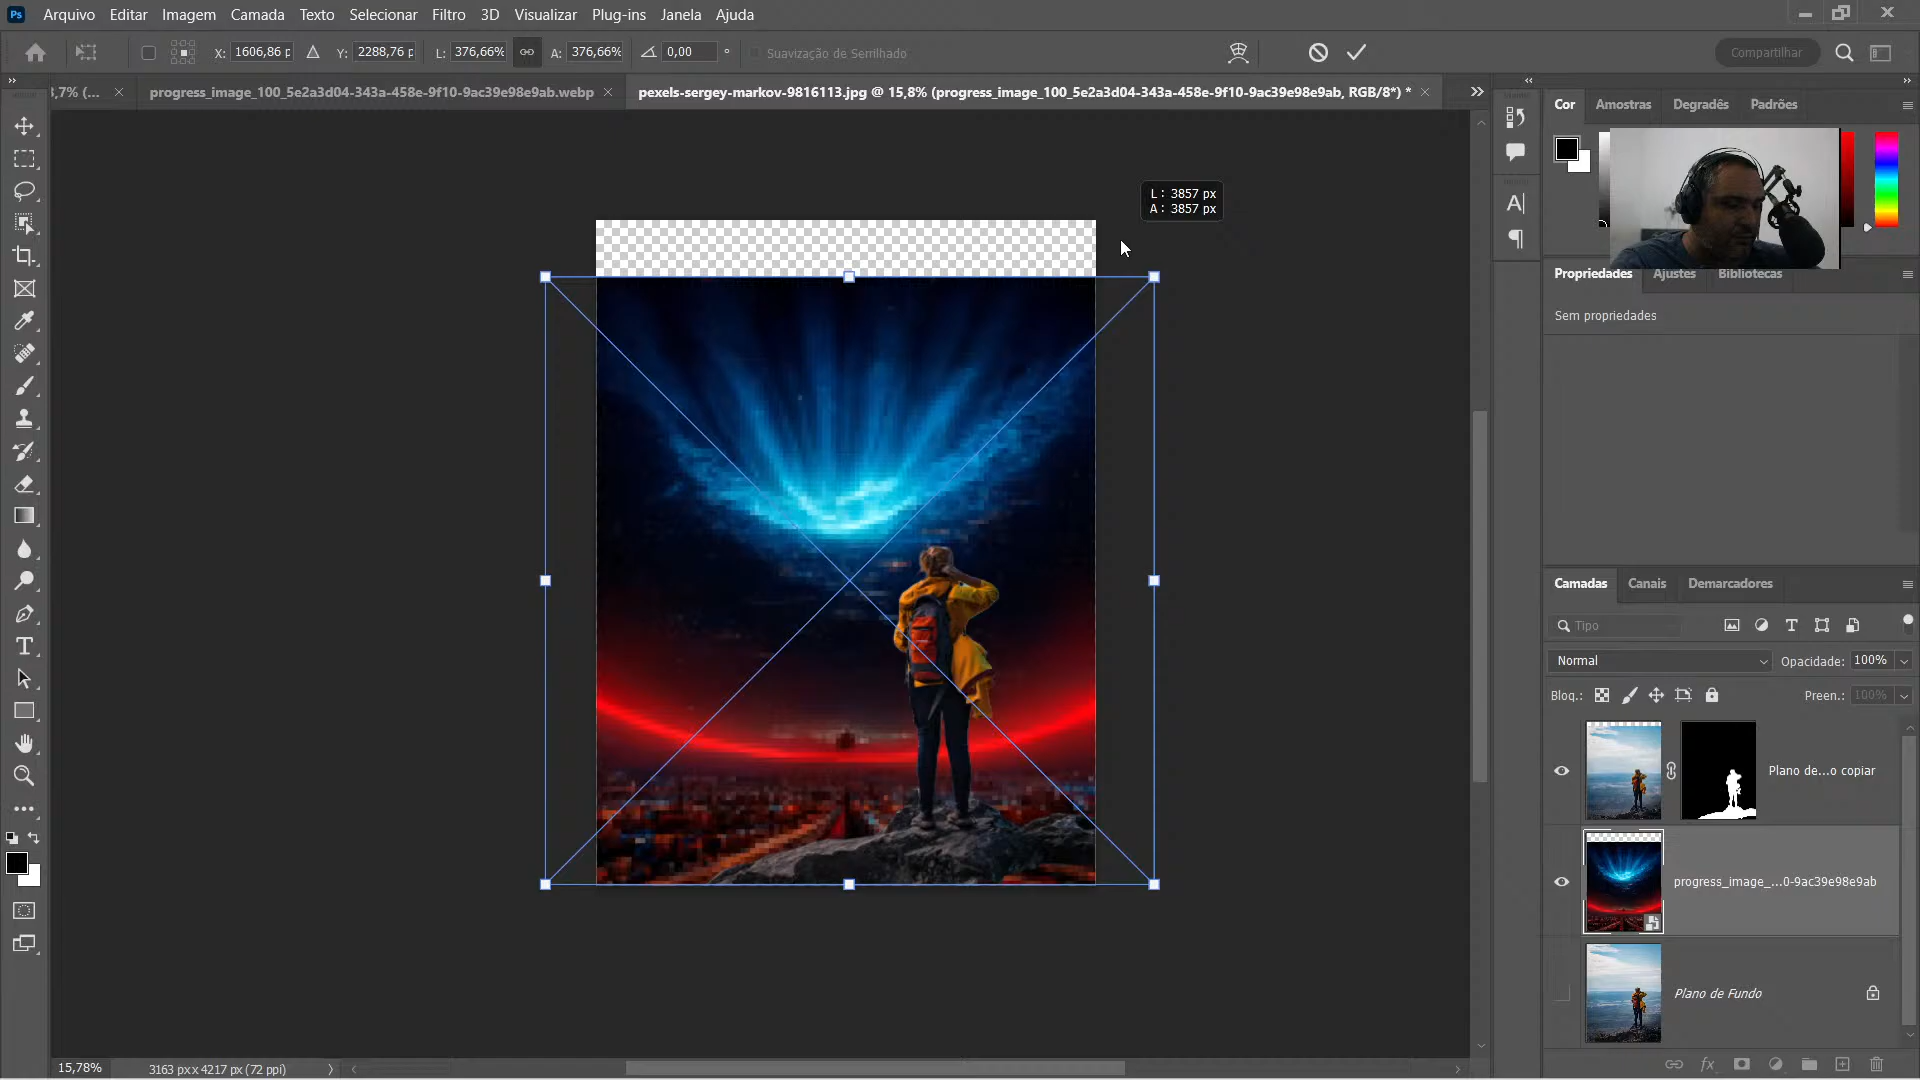 Ps Arquivo Editar Imagem Camada Texto Selecionar Filtro 3D Visualizar Plug-ins Janela Ajuda
X: 1606,86 p Y: 2288,76 p L: 376,66% A: 376,66% 0,00 ° Suavização de Serrilhado Compartilhar
,7% (... progress_image_100_5e2a3d04-343a-458e-9f10-9ac39e98e9ab.webp pexels-sergey-markov-9816113.jpg @ 15,8% (progress_image_100_5e2a3d04-343a-458e-9f10-9ac39e98e9ab, RGB/8*) *
Cor Amostras Degradês Padrões
L: 3857 px
A: 3857 px
Propriedades Ajustes Bibliotecas
Sem propriedades
Camadas Canais Demarcadores
Tipo
Normal Opacidade: 100%
Bloq.: Preen.: 100%
Plano de...o copiar
progress_image_...0-9ac39e98e9ab
Plano de Fundo
15,78% 3163 px x 4217 px (72 ppi)